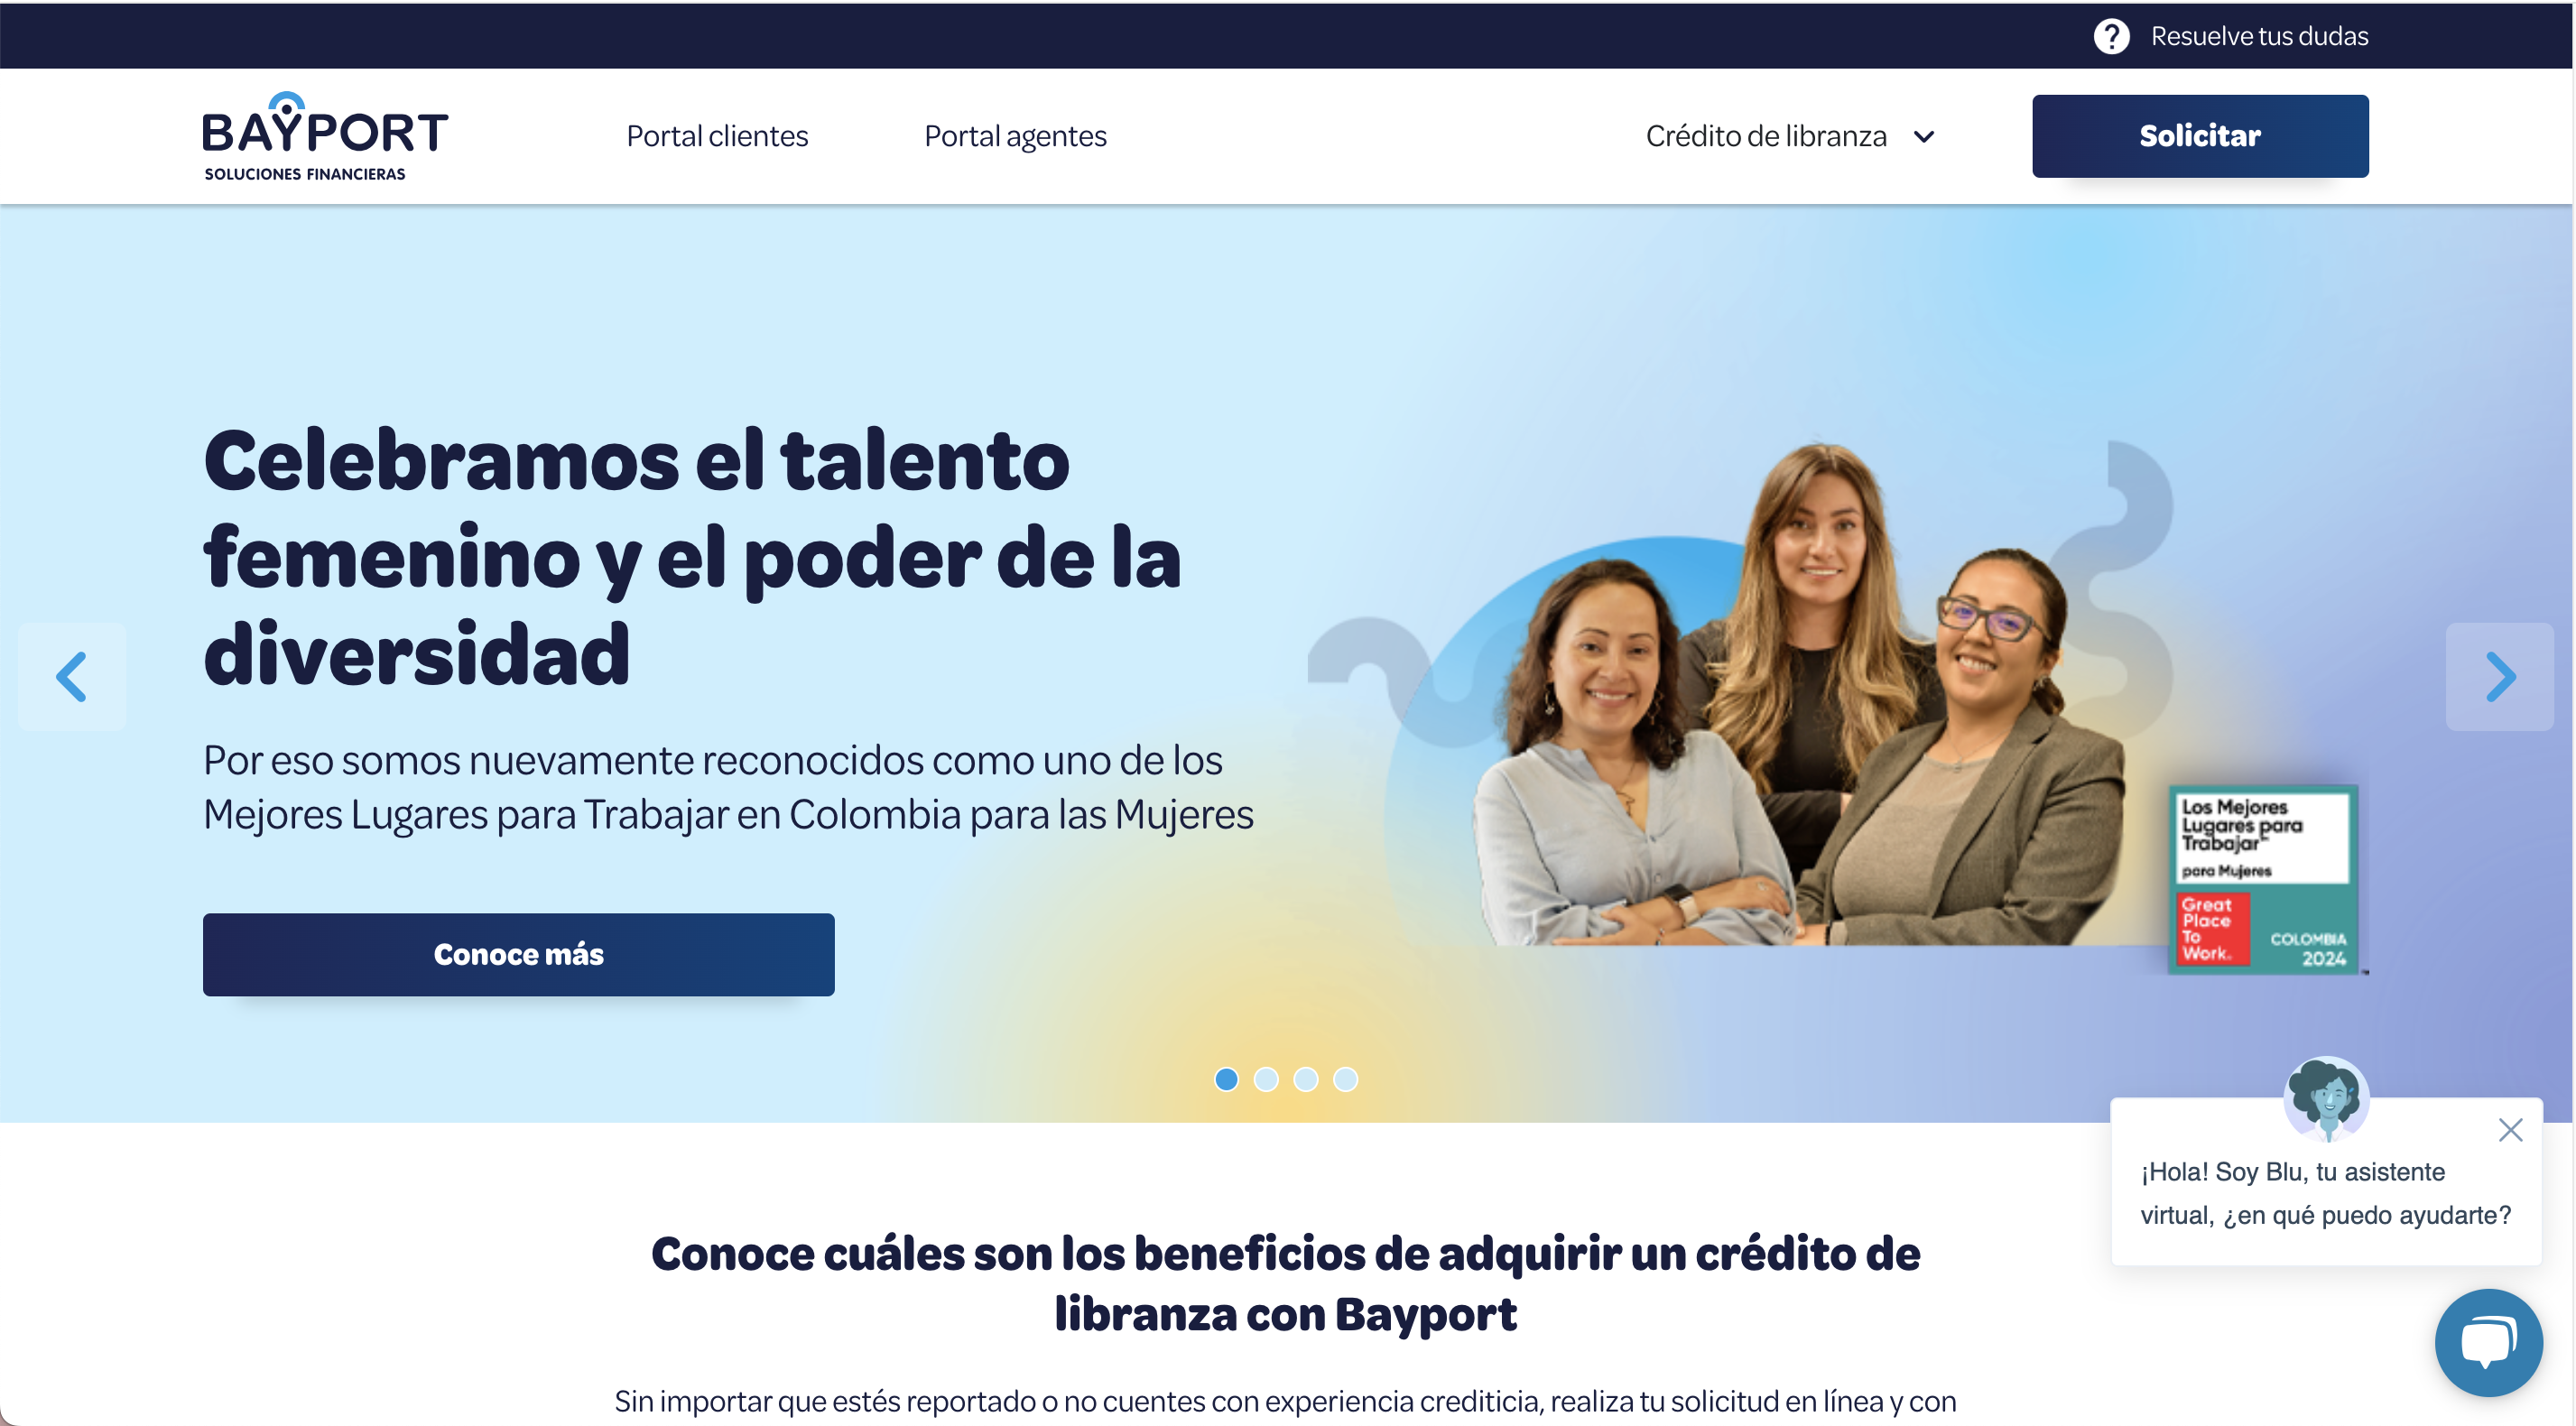 Resuelve tus dudas
BAYPORT
SOLUCIONES FINANCIERAS
Portal clientes
Portal agentes
Crédito de libranza
Solicitar
Celebramos el talento
femenino y el poder de la
diversidad
Por eso somos nuevamente reconocidos como uno de los
Mejores Lugares para Trabajar en Colombia para las Mujeres
Conoce más
Los Mejores
Lugares para
Trabajar™
para Mujeres
Great
Place
To
Work.
COLOMBIA
2024
¡Hola! Soy Blu, tu asistente
virtual, ¿en qué puedo ayudarte?
Conoce cuáles son los beneficios de adquirir un crédito de
libranza con Bayport
Sin importar que estés reportado o no cuentes con experiencia crediticia, realiza tu solicitud en línea y con